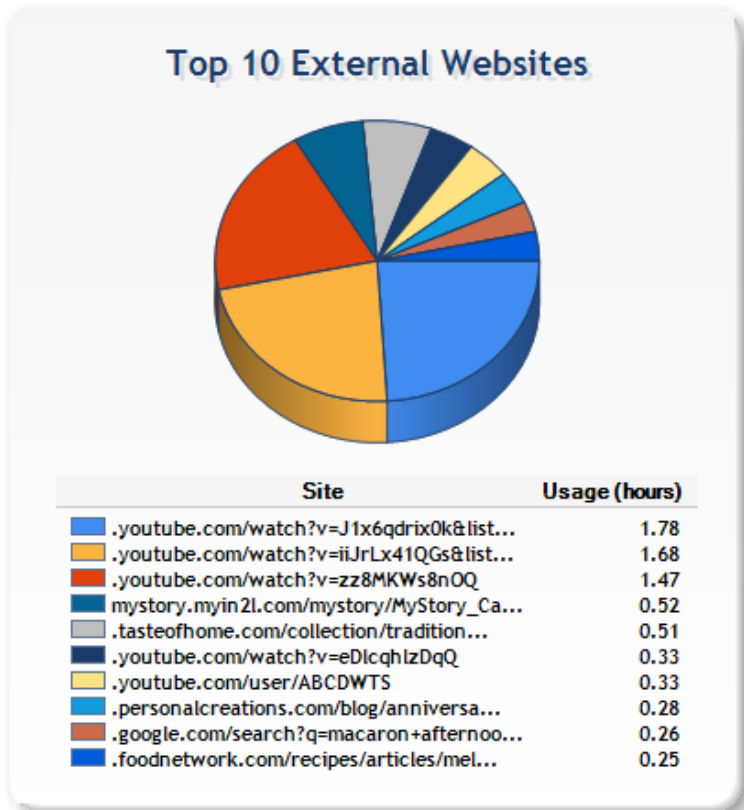 Top 10 External Websites
Site Usage (hours)
.youtube.com/watch?v=J1x6qdrix0k&list... 1.78
.youtube.com/watch?v=iiJrLx41QGs&list... 1.68
.youtube.com/watch?v=zz8MKWs8nOQ 1.47
mystory.myin2l.com/mystory/MyStory_Ca... 0.52
.tasteofhome.com/collection/tradition... 0.51
.youtube.com/watch?v=eDlcqhlzDqQ 0.33
.youtube.com/user/ABCDWTS 0.33
.personalcreations.com/blog/anniversa... 0.28
.google.com/search?q=macaron+afternoo... 0.26
.foodnetwork.com/recipes/articles/mel... 0.25